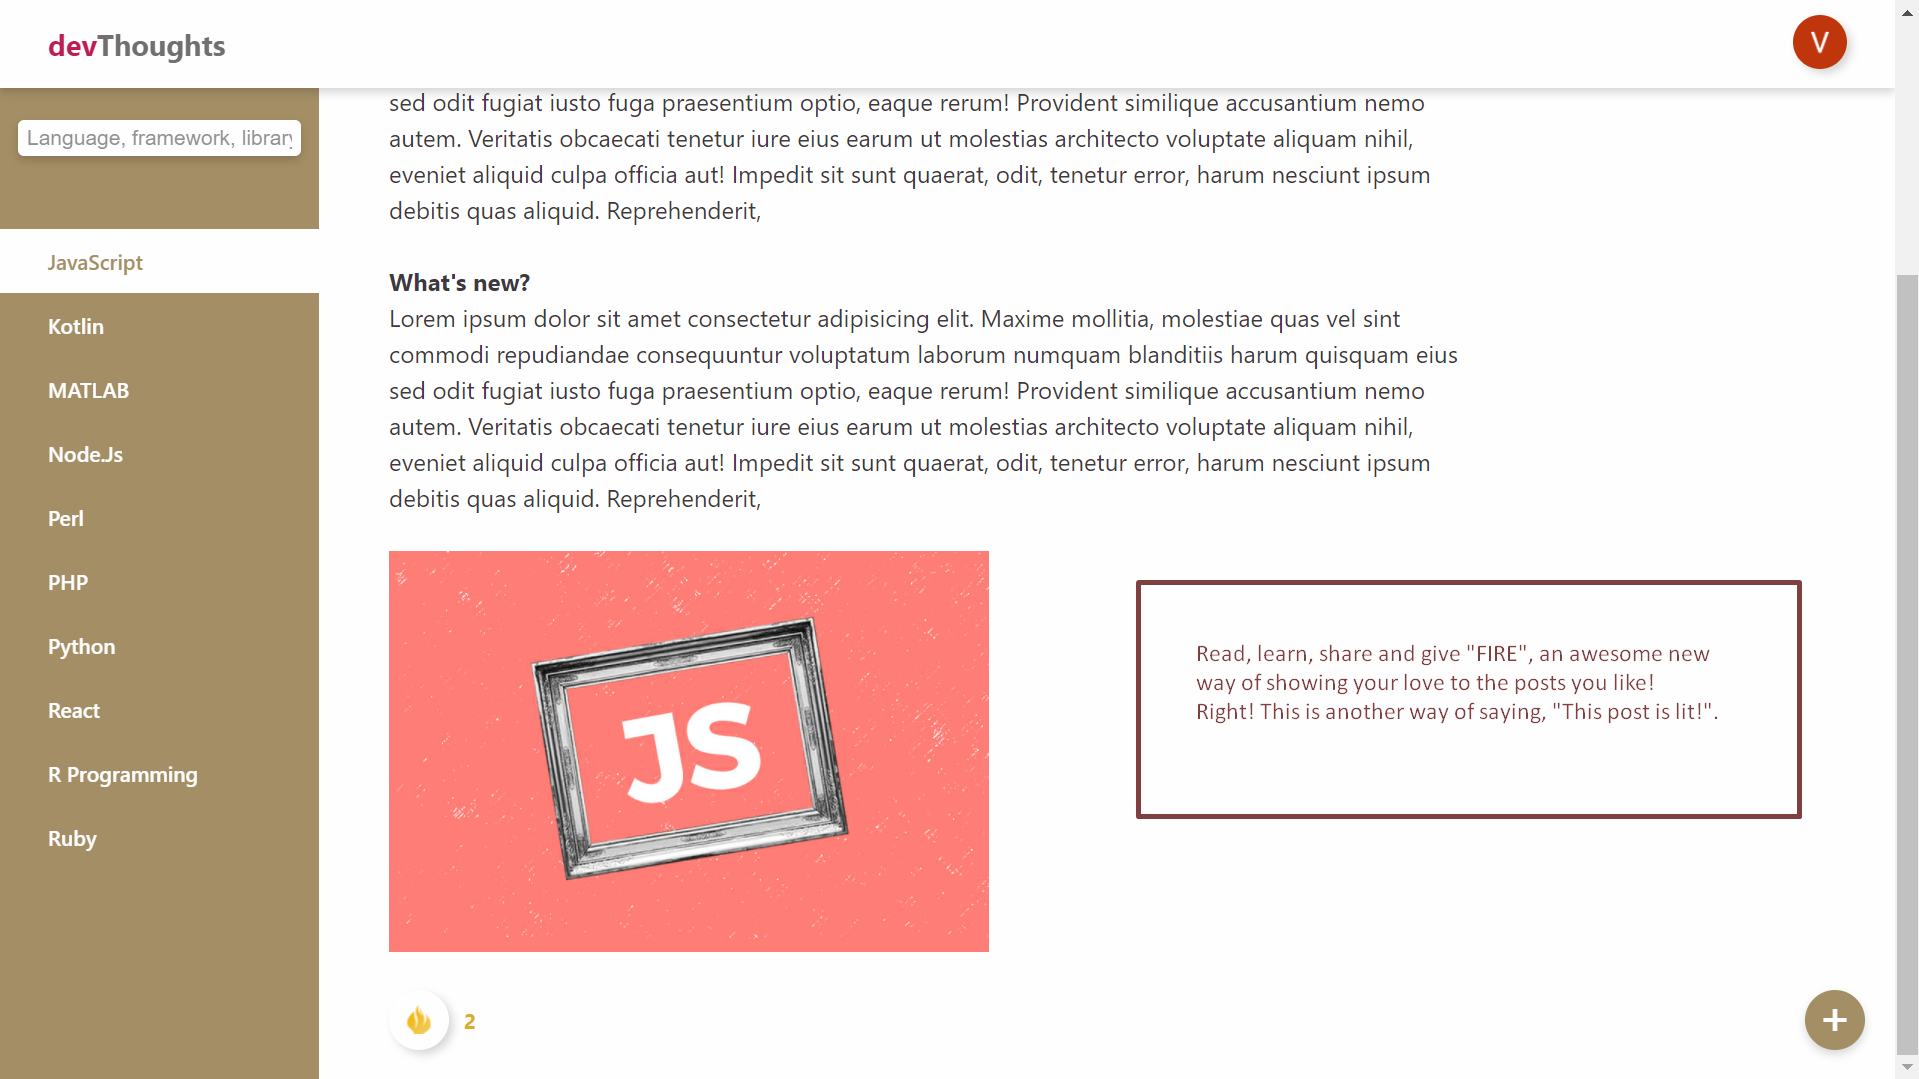 devThoughts
V
Language, framework, library
JavaScript
Kotlin
MATLAB
Node.Js
Perl
PHP
Python
React
R Programming
Ruby
sed odit fugiat iusto fuga praesentium optio, eaque rerum! Provident similique accusantium nemo
autem. Veritatis obcaecati tenetur iure eius earum ut molestias architecto voluptate aliquam nihil,
eveniet aliquid culpa officia aut! Impedit sit sunt quaerat, odit, tenetur error, harum nesciunt ipsum
debitis quas aliquid. Reprehenderit,
What's new?
Lorem ipsum dolor sit amet consectetur adipisicing elit. Maxime mollitia, molestiae quas vel sint
commodi repudiandae consequuntur voluptatum laborum numquam blanditiis harum quisquam eius
sed odit fugiat iusto fuga praesentium optio, eaque rerum! Provident similique accusantium nemo
autem. Veritatis obcaecati tenetur iure eius earum ut molestias architecto voluptate aliquam nihil,
eveniet aliquid culpa officia aut! Impedit sit sunt quaerat, odit, tenetur error, harum nesciunt ipsum
debitis quas aliquid. Reprehenderit,
JS
Read, learn, share and give "FIRE", an awesome new
way of showing your love to the posts you like!
Right! This is another way of saying, "This post is lit!".
2
+